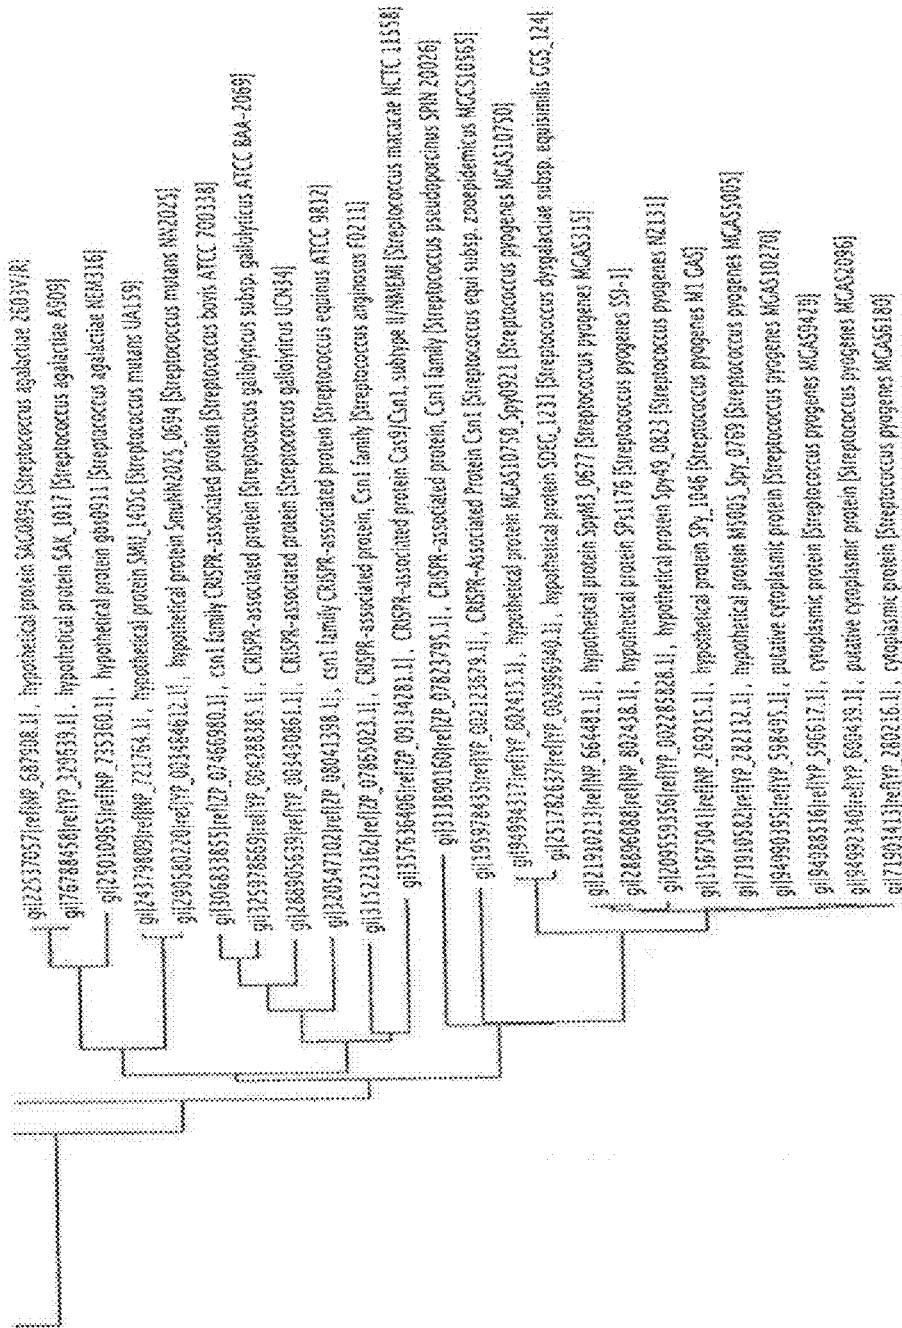 gi|22537057|ref|NP_687908.1|, hypothetical protein SAG0894 [Streptococcus agalactiae 2603V/R]
gi|76788458|ref|YP_329639.1|, hypothetical protein SAK_1017 [Streptococcus agalactiae A909]
gi|25010965|ref|NP_735360.1|, hypothetical protein gbs0911 [Streptococcus agalactiae NEM316]
gi|24379809|ref|NP_721764.1|, hypothetical protein SMU_1405c [Streptococcus mutans UA159]
gi|290580220|ref|YP_003484612.1|, hypothetical protein SmuNN2025_0694 [Streptococcus mutans NN2025]
gi|306833855|ref|ZP_07466980.1|, csn1 family CRISPR-associated protein [Streptococcus bovis ATCC 700338]
gi|325978669|ref|YP_004288385.1|, CRISPR-associated protein [Streptococcus gallolyticus subsp. gallolyticus ATCC BAA-2069]
gi|288905639|ref|YP_003430861.1|, CRISPR-associated protein [Streptococcus gallolyticus UCN34]
gi|320547102|ref|ZP_08041398.1|, csn1 family CRISPR-associated protein [Streptococcus equinus ATCC 9812]
gi|315223162|ref|ZP_07865023.1|, CRISPR-associated protein, Csn1 family [Streptococcus anginosus F0211]
gi|357636406|ref|ZP_09134281.1|, CRISPR-associated protein Cas9/Csn1, subtype II/NMEMI [Streptococcus macacae NCTC 11558]
gi|313890160|ref|ZP_07823795.1|, CRISPR-associated protein, Csn1 family [Streptococcus pseudoporcinus SPIN 20026]
gi|195978435|ref|YP_002123679.1|, CRISPR-Associated Protein Csn1 [Streptococcus equi subsp. zooepidemicus MGCS10565]
gi|94994317|ref|YP_602415.1|, hypothetical protein MGAS10750_Spy0921 [Streptococcus pyogenes MGAS10750]
gi|251782637|ref|YP_002996940.1|, hypothetical protein SDEG_1231 [Streptococcus dysgalactiae subsp. equisimilis GGS_124]
gi|21910213|ref|NP_664481.1|, hypothetical protein SpyM3_0677 [Streptococcus pyogenes MGAS315]
gi|28896088|ref|NP_802438.1|, hypothetical protein SPs1176 [Streptococcus pyogenes SSI-1]
gi|209559356|ref|YP_002285828.1|, hypothetical protein Spy49_0823 [Streptococcus pyogenes NZ131]
gi|15675041|ref|NP_269215.1|, hypothetical protein SPy_1046 [Streptococcus pyogenes M1 GAS]
gi|71910582|ref|YP_282132.1|, hypothetical protein M5005_Spy_0769 [Streptococcus pyogenes MGAS5005]
gi|94990395|ref|YP_598495.1|, putative cytoplasmic protein [Streptococcus pyogenes MGAS10270]
gi|94088516|ref|YP_596617.1|, cytoplasmic protein [Streptococcus pyogenes MGAS9429]
gi|94992340|ref|YP_600439.1|, putative cytoplasmic protein [Streptococcus pyogenes MGAS2096]
gi|71903413|ref|YP_280216.1|, cytoplasmic protein [Streptococcus pyogenes MGAS6180]